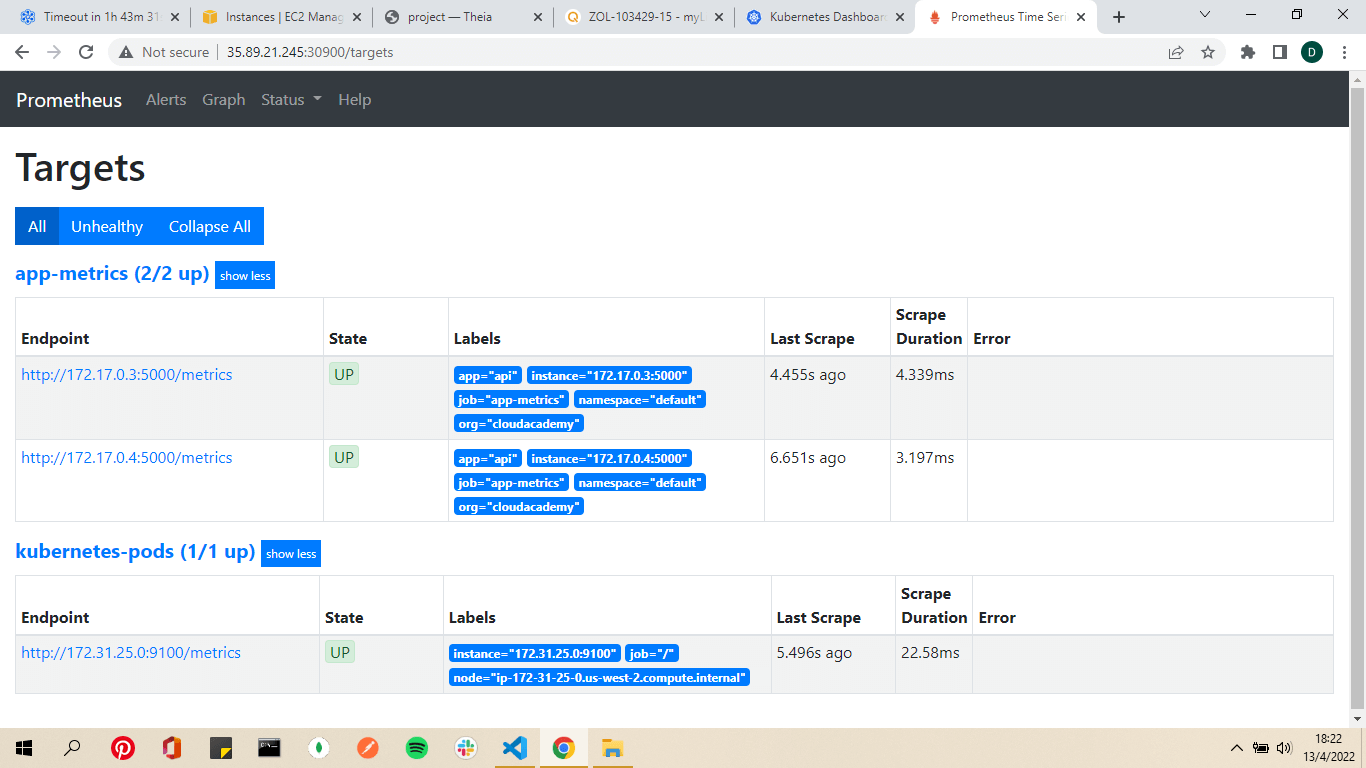 Timeout in 1h 43m 31
Instances | EC2 Manag
project — Theia
ZOL-103429-15 - myL
Kubernetes Dashboar
Prometheus Time Seri
Not secure
35.89.21.245:30900/targets
D
Prometheus
Alerts
Graph
Status
Help
Targets
All
Unhealthy
Collapse All
app-metrics (2/2 up)
show less
Endpoint
State
Labels
Last Scrape
Scrape
Duration
Error
http://172.17.0.3:5000/metrics
UP
app="api" instance="172.17.0.3:5000"
job="app-metrics" namespace="default"
org="cloudacademy"
4.455s ago
4.339ms
http://172.17.0.4:5000/metrics
UP
app="api" instance="172.17.0.4:5000"
job="app-metrics" namespace="default"
org="cloudacademy"
6.651s ago
3.197ms
kubernetes-pods (1/1 up)
show less
Endpoint
State
Labels
Last Scrape
Scrape
Duration
Error
http://172.31.25.0:9100/metrics
UP
instance="172.31.25.0:9100" job="/"
node="ip-172-31-25-0.us-west-2.compute.internal"
5.496s ago
22.58ms
18:22
13/4/2022